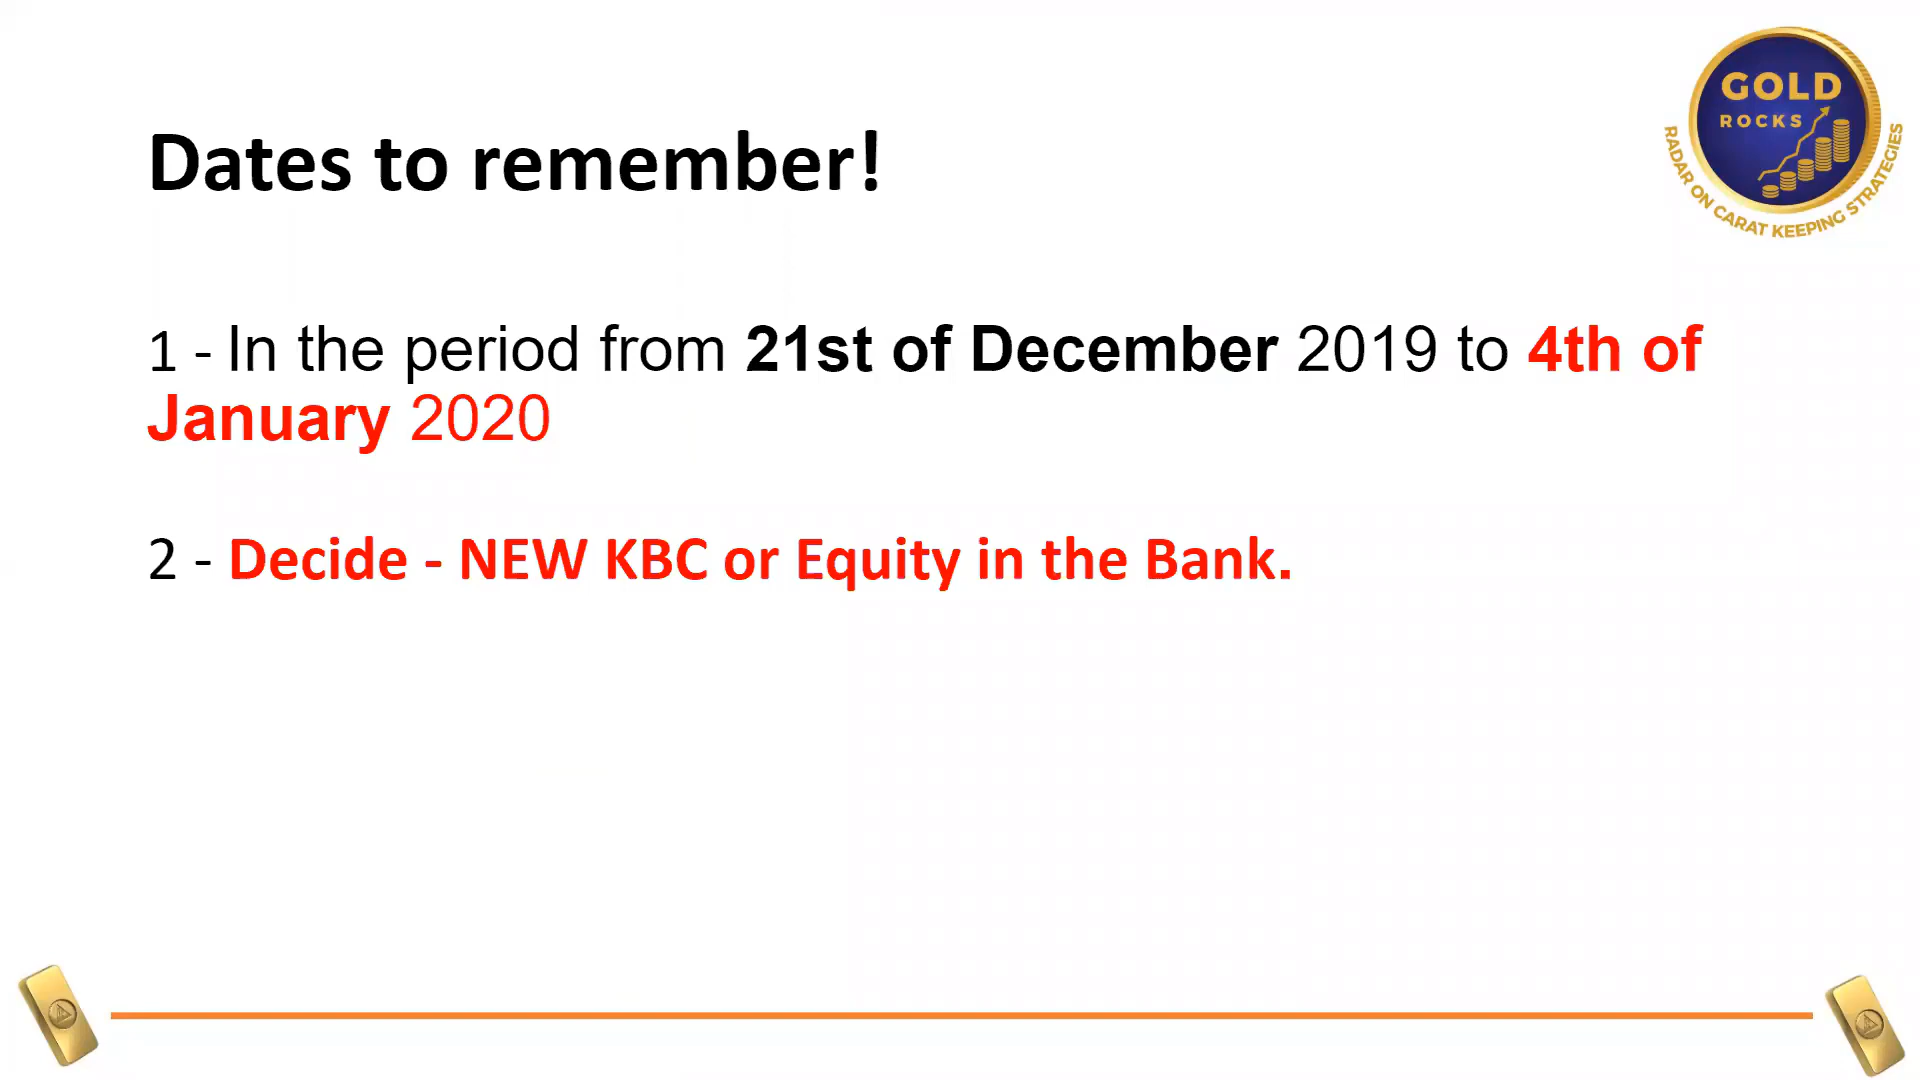 GOLD
ROCKS
RADAR ON CARAT KEEPING STRATEGIES
Dates to remember!
1 - In the period from 21st of December 2019 to 4th of
January 2020
2 - Decide - NEW KBC or Equity in the Bank.